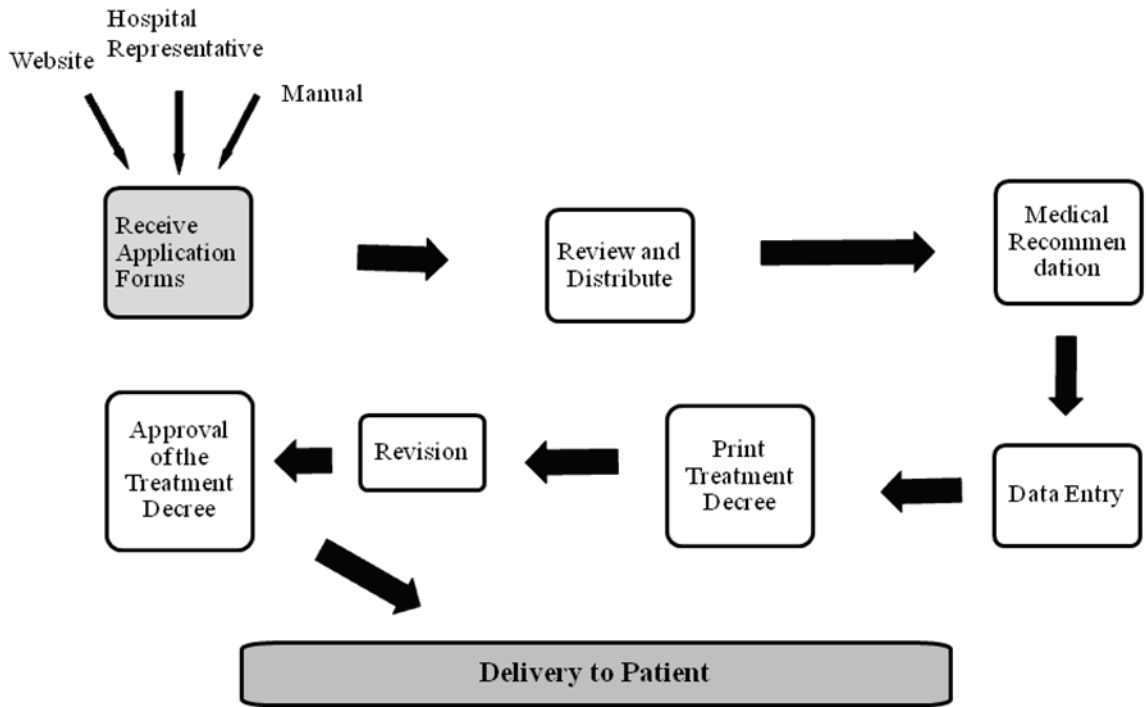 Hospital
Representative
Website
Manual
Receive
Application
Forms
Review and
Distribute
Medical
Recommen
dation
Approval
of the
Treatment
Decree
Revision
Print
Treatment
Decree
Data Entry
Delivery to Patient